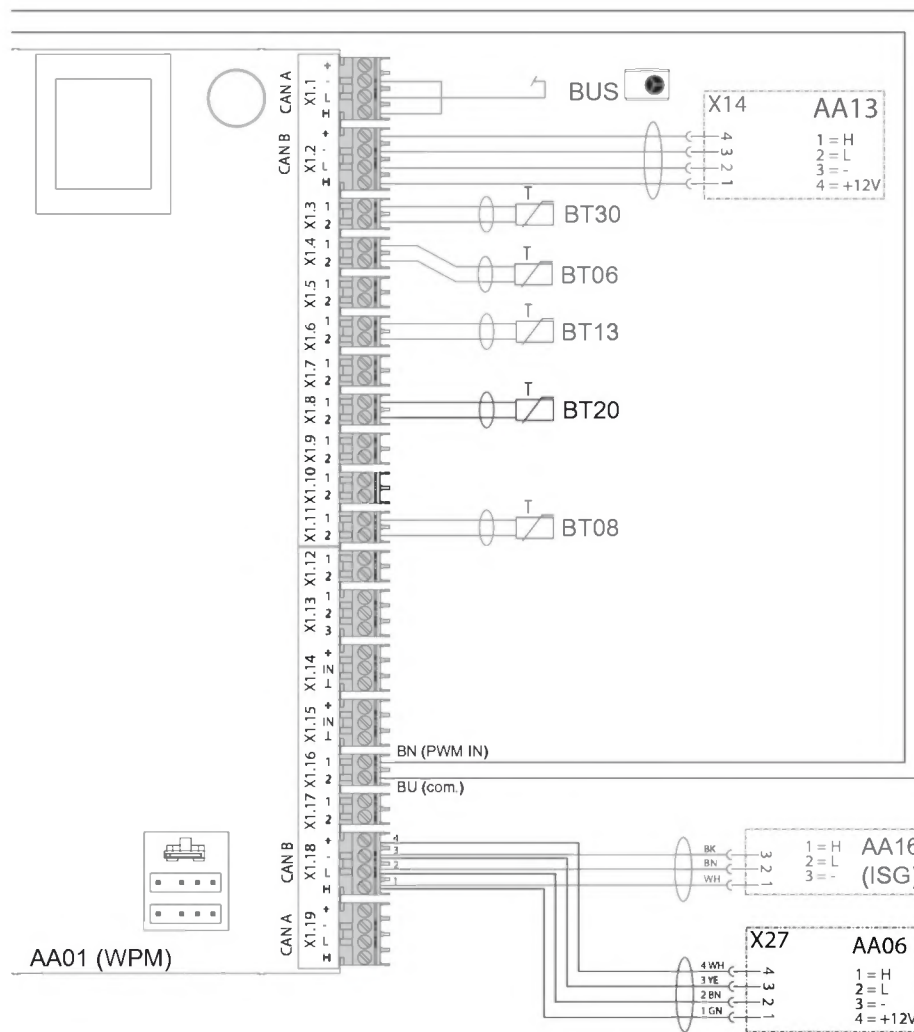 CAN A
X1.1
+
-
L
H
BUS
CAN B
X1.2
+
-
L
H
X14
AA13
4
3
2
1
1 = H
2 = L
3 = -
4 = +12V
X1.3
1
2
T
BT30
X1.4
1
2
T
BT06
X1.5
1
2
X1.6
1
2
T
BT13
X1.7
1
2
X1.8
1
2
T
BT20
X1.9
1
2
X1.10
1
2
X1.11
1
2
T
BT08
X1.12
1
2
X1.13
1
2
3
X1.14
+
IN
⊥
X1.15
+
IN
⊥
X1.16
1
2
BN (PWM IN)
BU (com.)
X1.17
1
2
CAN B
X1.18
+
-
L
H
4
3
2
1
BK
BN
WH
3
2
1
1 = H
2 = L
3 = -
AA16
(ISG)
CAN A
X1.19
+
-
L
H
AA01 (WPM)
X27
AA06
4 WH
3 YE
2 BN
1 GN
4
3
2
1
1 = H
2 = L
3 = -
4 = +12V